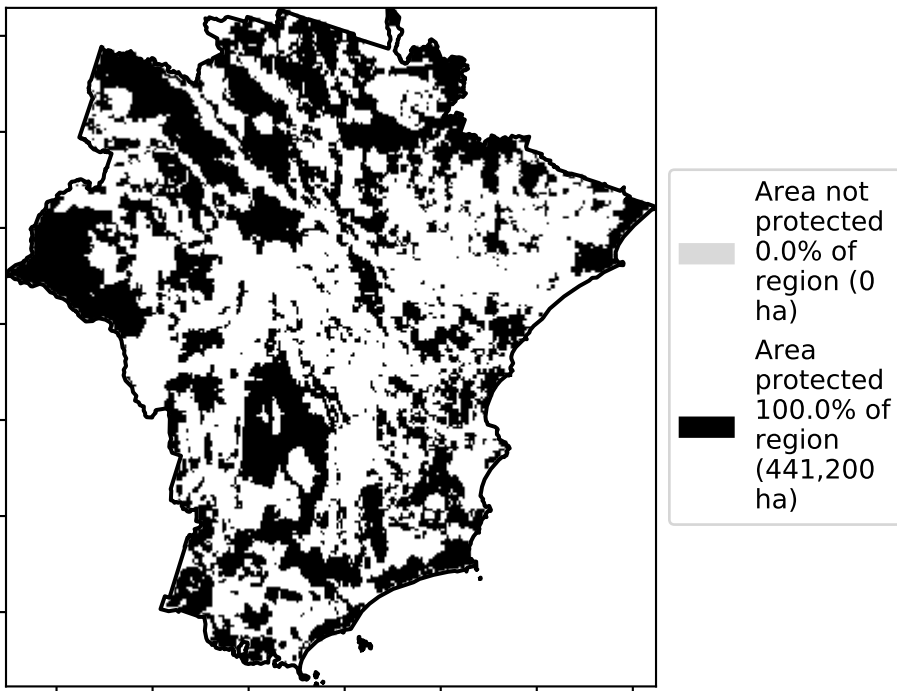 Area not
protected
0.0% of
region (0
ha)
Area
protected
100.0% of
region
(441,200
ha)